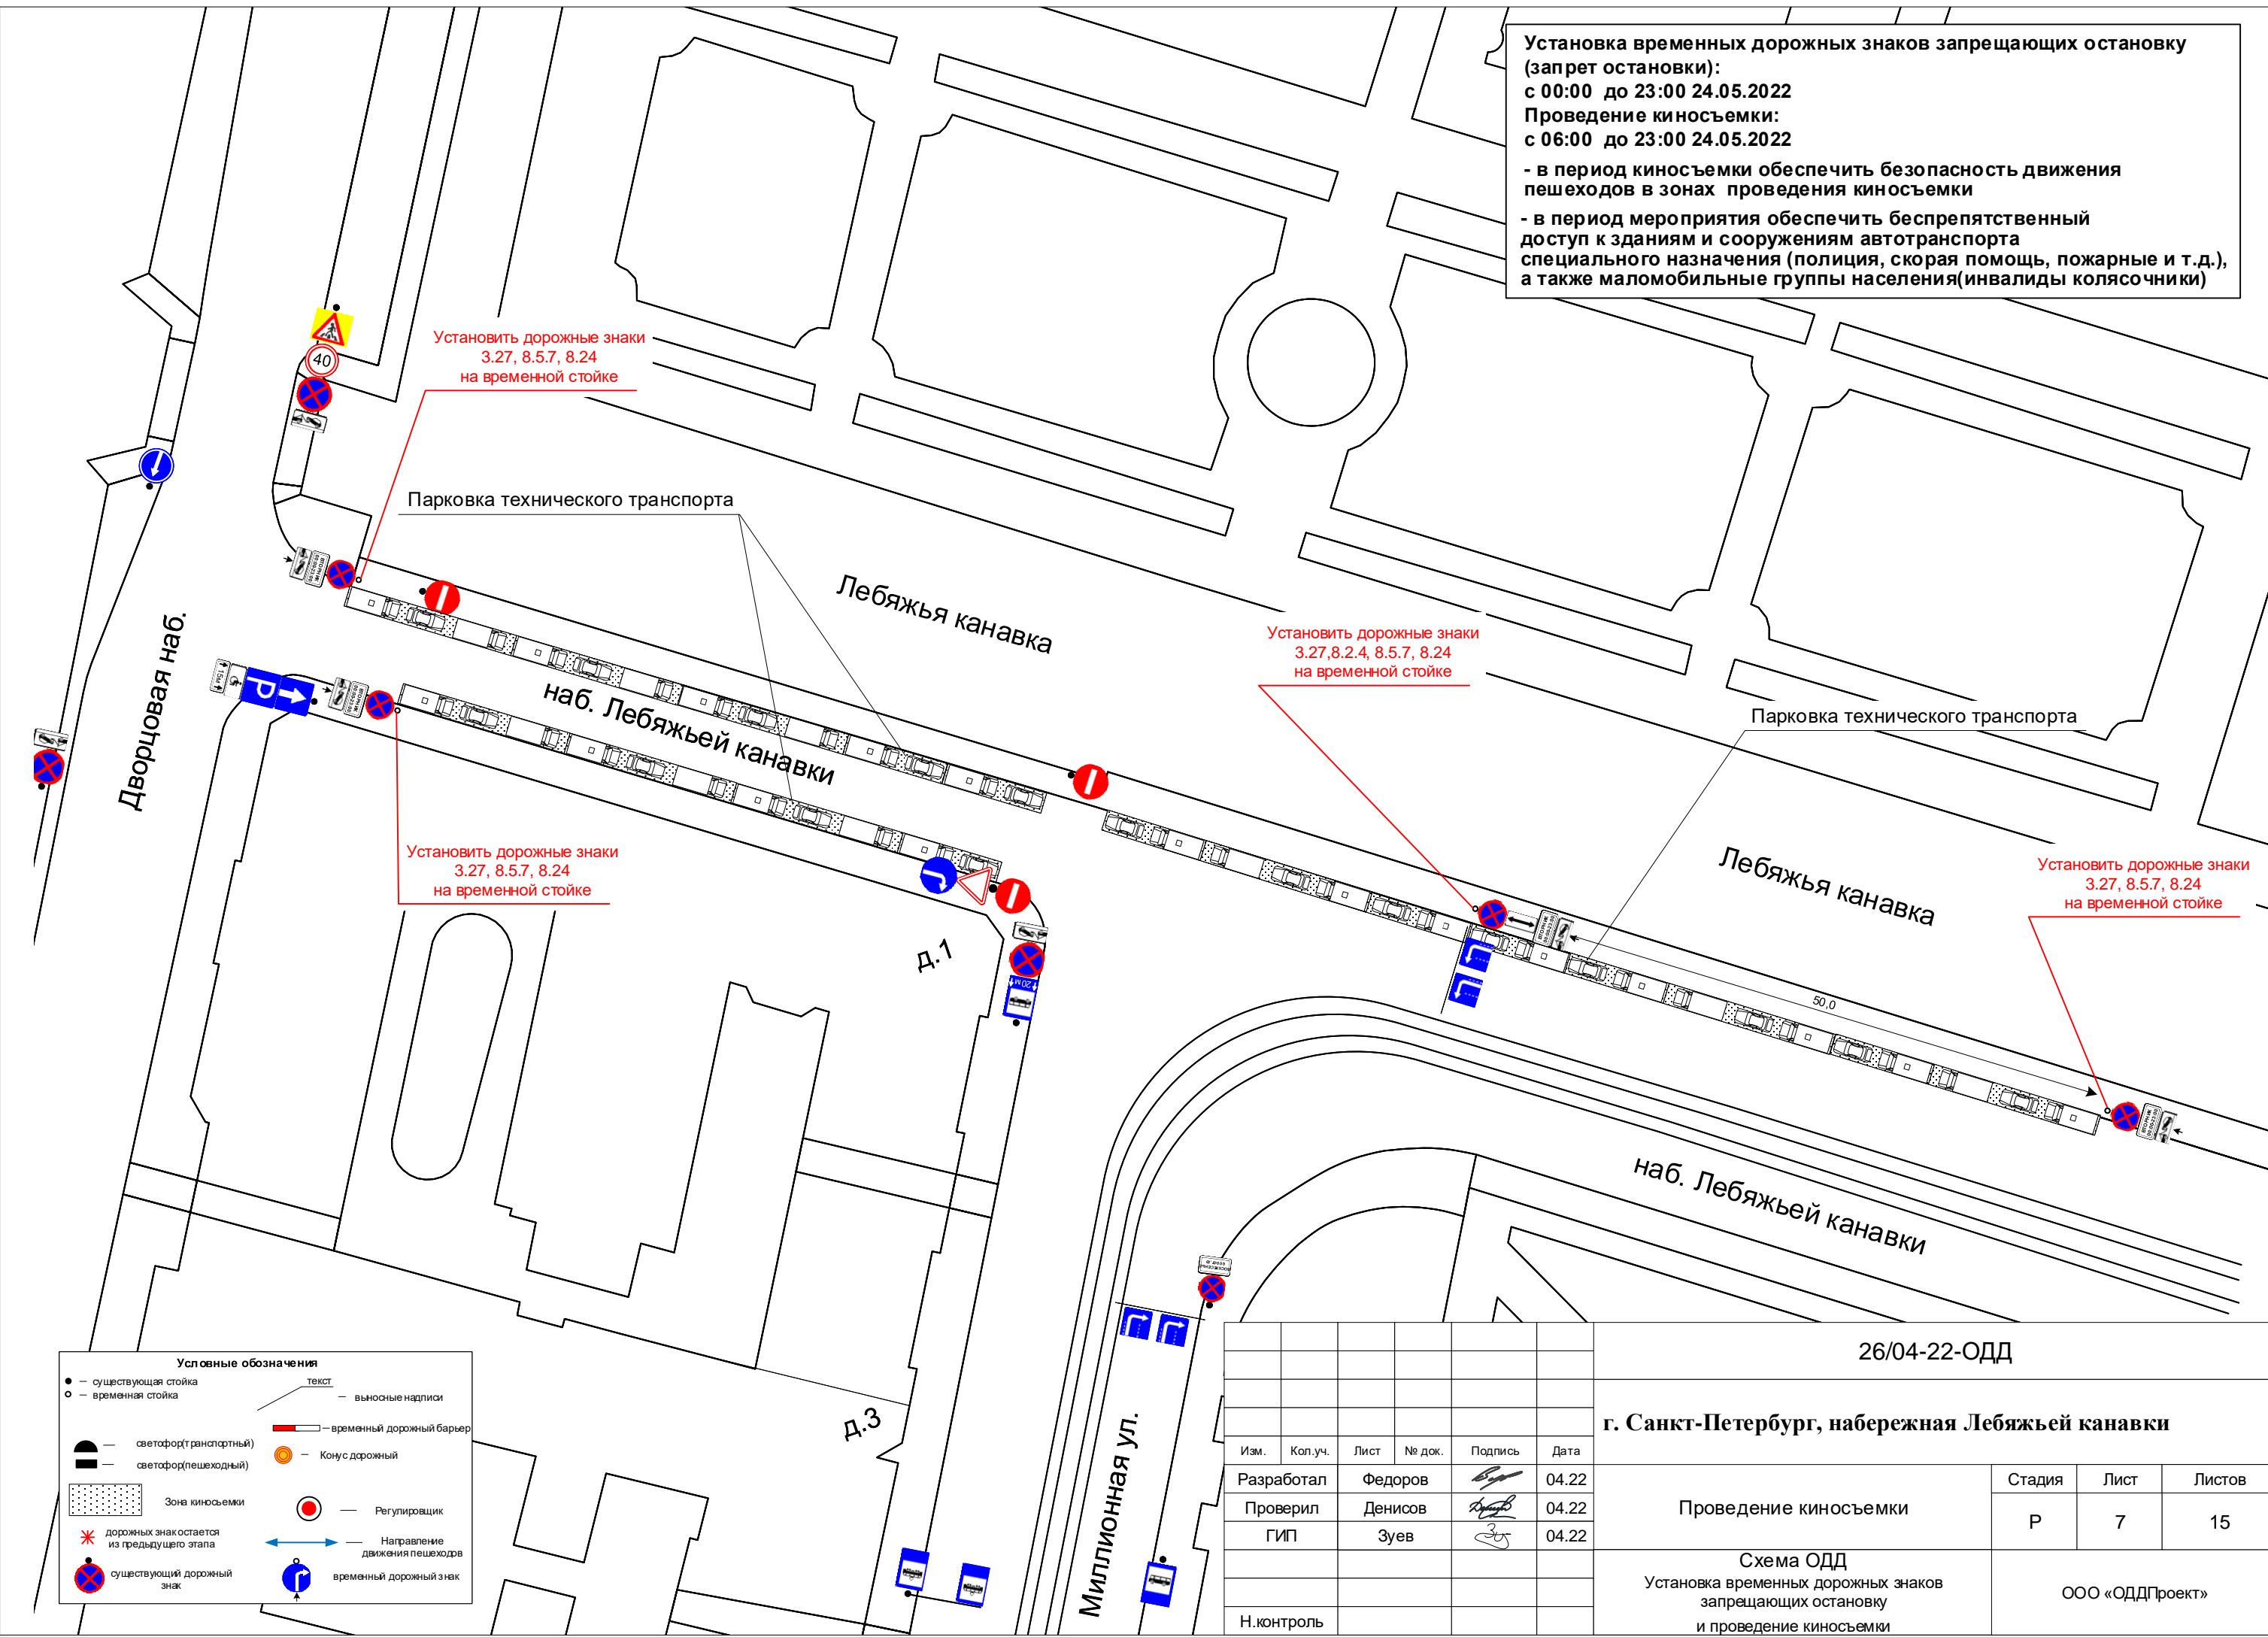 Установка временных дорожных знаков запрещающих остановку
(запрет остановки):
с 00:00 до 23:00 24.05.2022
Проведение киносъемки:
с 06:00 до 23:00 24.05.2022
- в период киносъемки обеспечить безопасность движения
пешеходов в зонах проведения киносъемки
- в период мероприятия обеспечить беспрепятственный
доступ к зданиям и сооружениям автотранспорта
специального назначения (полиция, скорая помощь, пожарные и т.д.),
а также маломобильные группы населения(инвалиды колясочники)
40
Установить дорожные знаки
3.27, 8.5.7, 8.24
на временной стойке
Парковка технического транспорта
Лебяжья канавка
Дворцовая наб.
15м
P
наб. Лебяжьей канавки
Установить дорожные знаки
3.27,8.2.4, 8.5.7, 8.24
на временной стойке
Парковка технического транспорта
Установить дорожные знаки
3.27, 8.5.7, 8.24
на временной стойке
Лебяжья канавка
Установить дорожные знаки
3.27, 8.5.7, 8.24
на временной стойке
д.1
20 М
50,0
наб. Лебяжьей канавки
д.3
Миллионная ул.
Условные обозначения
– существующая стойка
– временная стойка
текст
– выносные надписи
– временный дорожный барьер
– светофор(транспортный)
– светофор(пешеходный)
– Конус дорожный
Зона киносьемки
– Регулировщик
дорожных знак остается
из предыдущего этапа
– Направление
движения пешеходов
существующий дорожный
знак
временный дорожный знак
26/04-22-ОДД
г. Санкт-Петербург, набережная Лебяжьей канавки
Изм. Кол.уч. Лист № док. Подпись Дата
Разработал Федоров 04.22
Проверил Денисов 04.22
ГИП Зуев 04.22
Н.контроль
Проведение киносъемки
Стадия Лист Листов
Р 7 15
Схема ОДД
Установка временных дорожных знаков
запрещающих остановку
и проведение киносъемки
ООО «ОДДПроект»